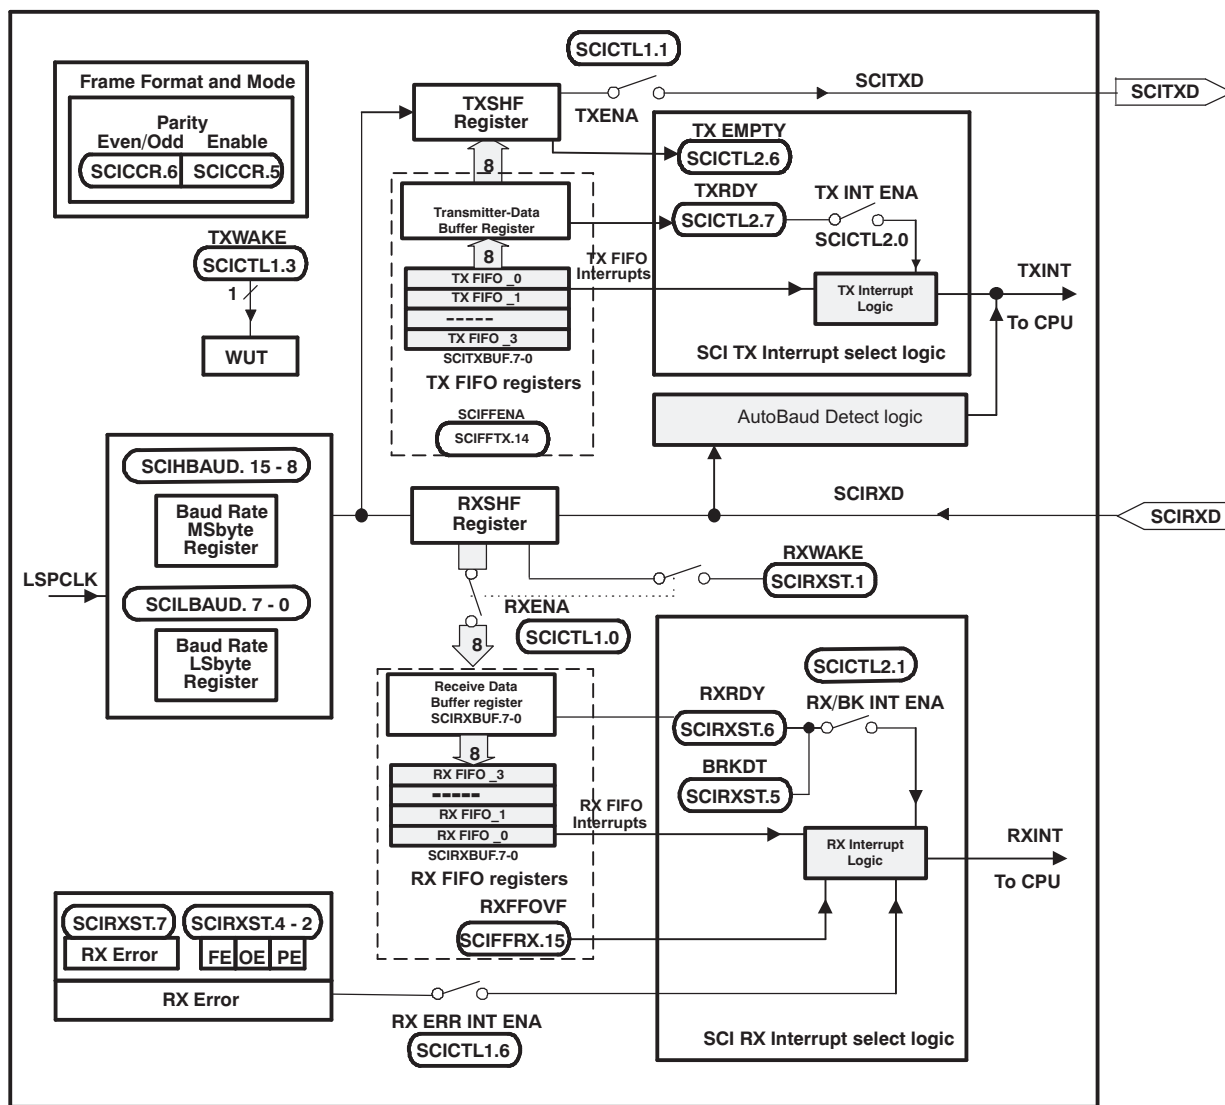 SCICTL1.1
Frame Format and Mode
Parity
Even/Odd Enable
SCICCR.6 SCICCR.5
TXSHF
Register
TXENA
SCITXD
SCITXD
8
TX EMPTY
SCICTL2.6
TXRDY
SCICTL2.7
TX INT ENA
SCICTL2.0
Transmitter-Data
Buffer Register
8
TX FIFO
Interrupts
TX FIFO _0
TX FIFO _1
-----
TX FIFO _3
SCITXBUF.7-0
TX FIFO registers
SCIFFENA
SCIFFTX.14
TX Interrupt
Logic
TXINT
To CPU
SCI TX Interrupt select logic
TXWAKE
SCICTL1.3
1
WUT
AutoBaud Detect logic
SCIHBAUD. 15 - 8
Baud Rate
MSbyte
Register
LSPCLK
SCILBAUD. 7 - 0
Baud Rate
LSbyte
Register
RXSHF
Register
SCIRXD
SCIRXD
RXWAKE
SCIRXST.1
RXENA
SCICTL1.0
8
Receive Data
Buffer register
SCIRXBUF.7-0
8
RX FIFO _3
-----
RX FIFO_1
RX FIFO _0
SCIRXBUF.7-0
RX FIFO registers
RX FIFO
Interrupts
SCICTL2.1
RXRDY
SCIRXST.6
RX/BK INT ENA
BRKDT
SCIRXST.5
RX Interrupt
Logic
RXINT
To CPU
RXFFOVF
SCIFFRX.15
SCIRXST.7 SCIRXST.4 - 2
RX Error FE OE PE
RX Error
RX ERR INT ENA
SCICTL1.6
SCI RX Interrupt select logic